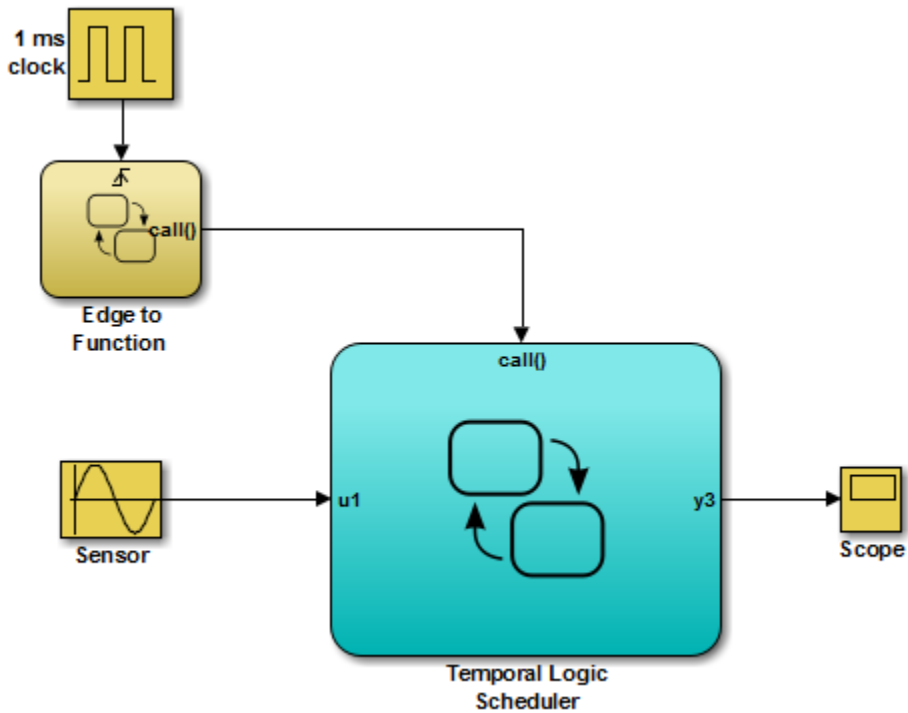 1 ms
clock
call()
Edge to
Function
call()
u1
y3
Sensor
Scope
Temporal Logic
Scheduler